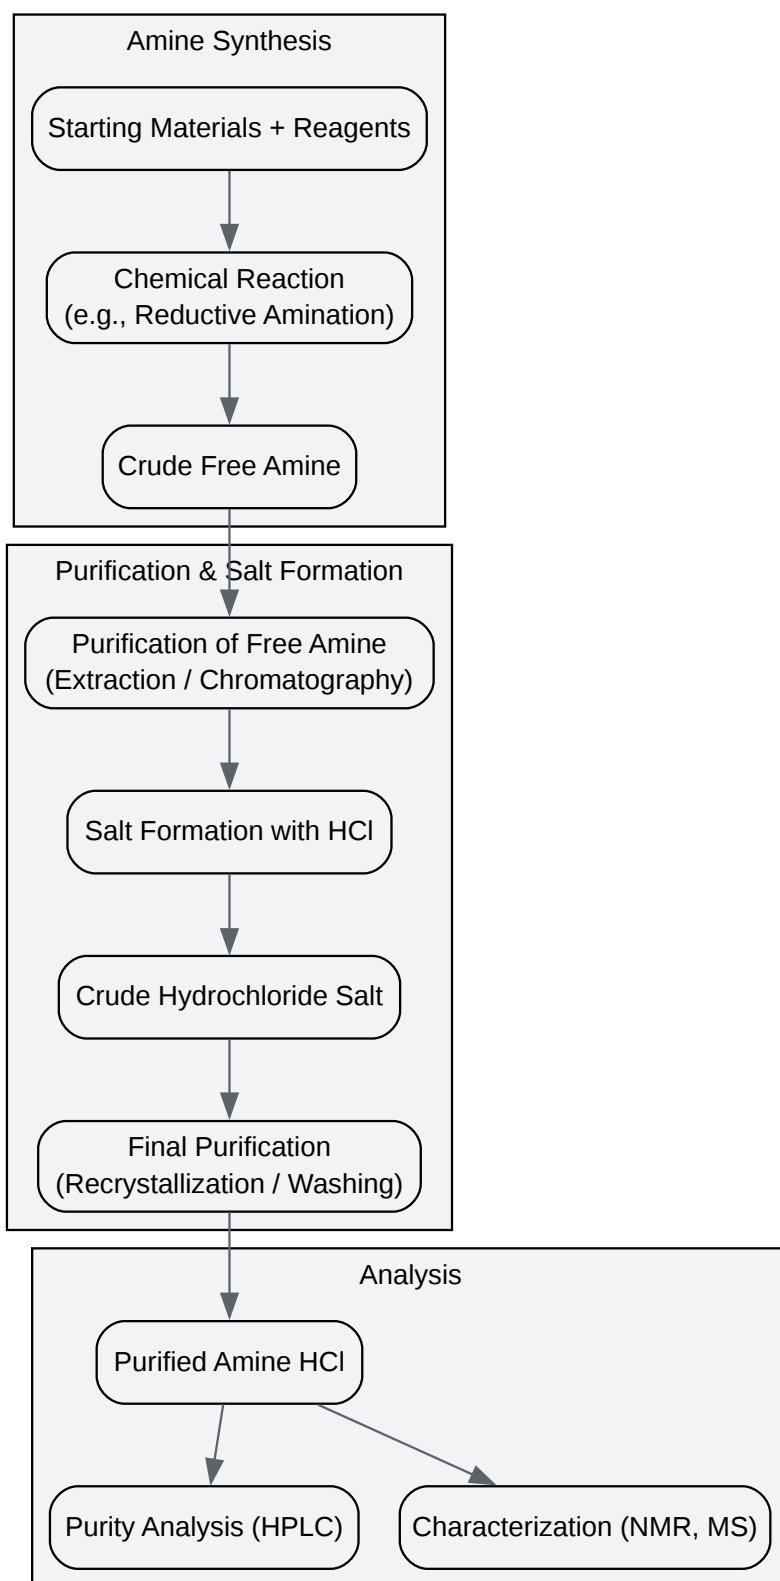 Amine Synthesis
Starting Materials + Reagents
Chemical Reaction
(e.g., Reductive Amination)
Crude Free Amine
Purification & Salt Formation
Purification of Free Amine
(Extraction / Chromatography)
Salt Formation with HCl
Crude Hydrochloride Salt
Final Purification
(Recrystallization / Washing)
Analysis
Purified Amine HCl
Purity Analysis (HPLC)
Characterization (NMR, MS)